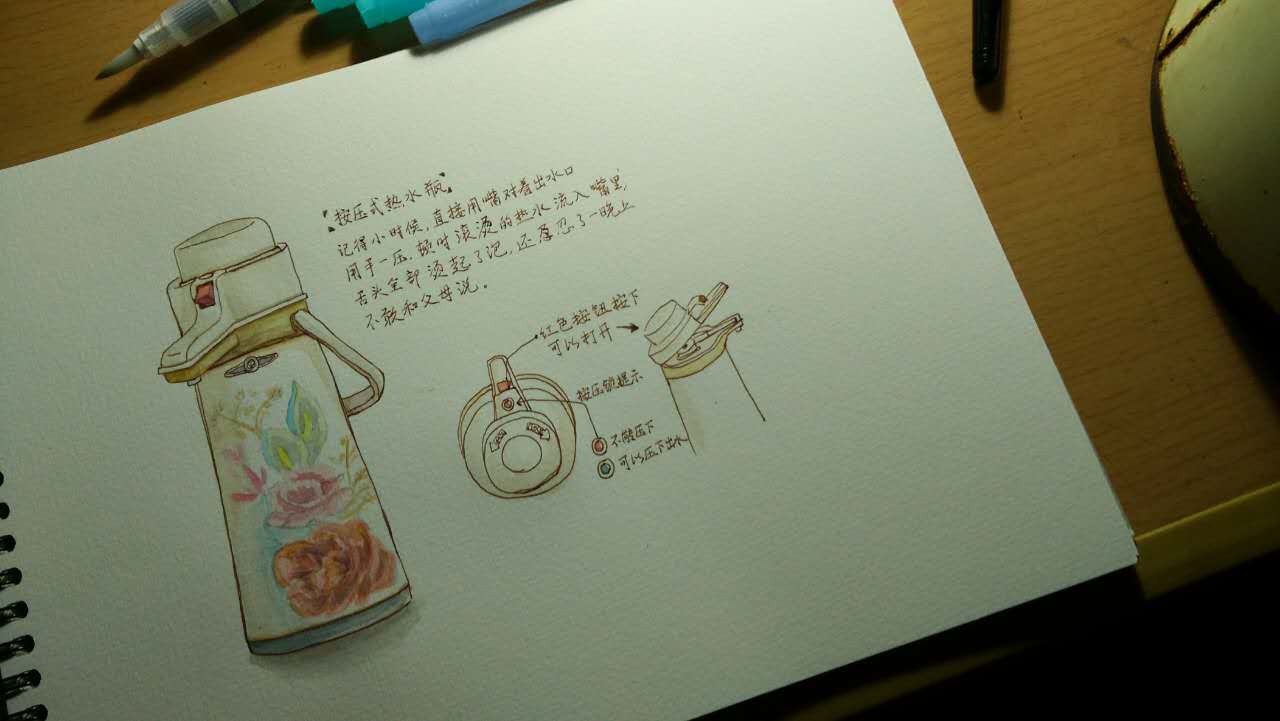 "按压式热水瓶"
记得小时候,直接用嘴对着出水口
用手一压,顿时滚烫的热水流入嘴里,
舌头全部烫起了泡,还愿忍了一晚上
不敢和父母说。
红色按钮按下
可以打开
按压锁提示
不能压下
可以压下出水